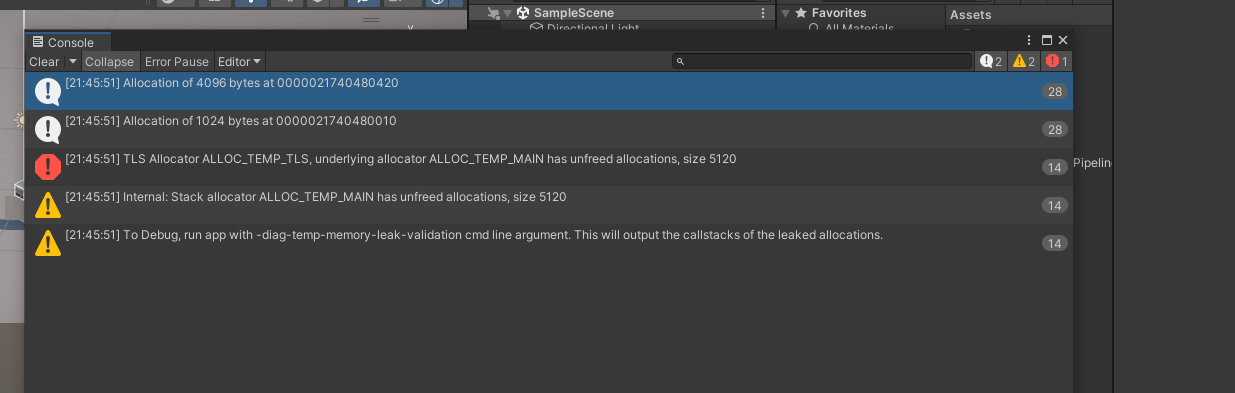 SampleScene
Favorites
Assets
Directional Light
All Materials
Console
Clear Collapse Error Pause Editor
2 2 1
[21:45:51] Allocation of 4096 bytes at 0000021740480420
28
[21:45:51] Allocation of 1024 bytes at 0000021740480010
28
[21:45:51] TLS Allocator ALLOC_TEMP_TLS, underlying allocator ALLOC_TEMP_MAIN has unfreed allocations, size 5120
14
Pipeline
[21:45:51] Internal: Stack allocator ALLOC_TEMP_MAIN has unfreed allocations, size 5120
14
[21:45:51] To Debug, run app with -diag-temp-memory-leak-validation cmd line argument. This will output the callstacks of the leaked allocations.
14